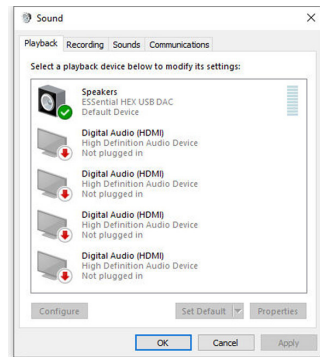 Sound
Playback Recording Sounds Communications
Select a playback device below to modify its settings:
Speakers
ESSential HEX USB DAC
Default Device
Digital Audio (HDMI)
High Definition Audio Device
Not plugged in
Digital Audio (HDMI)
High Definition Audio Device
Not plugged in
Digital Audio (HDMI)
High Definition Audio Device
Not plugged in
Digital Audio (HDMI)
High Definition Audio Device
Not plugged in
Configure Set Default Properties
OK Cancel Apply